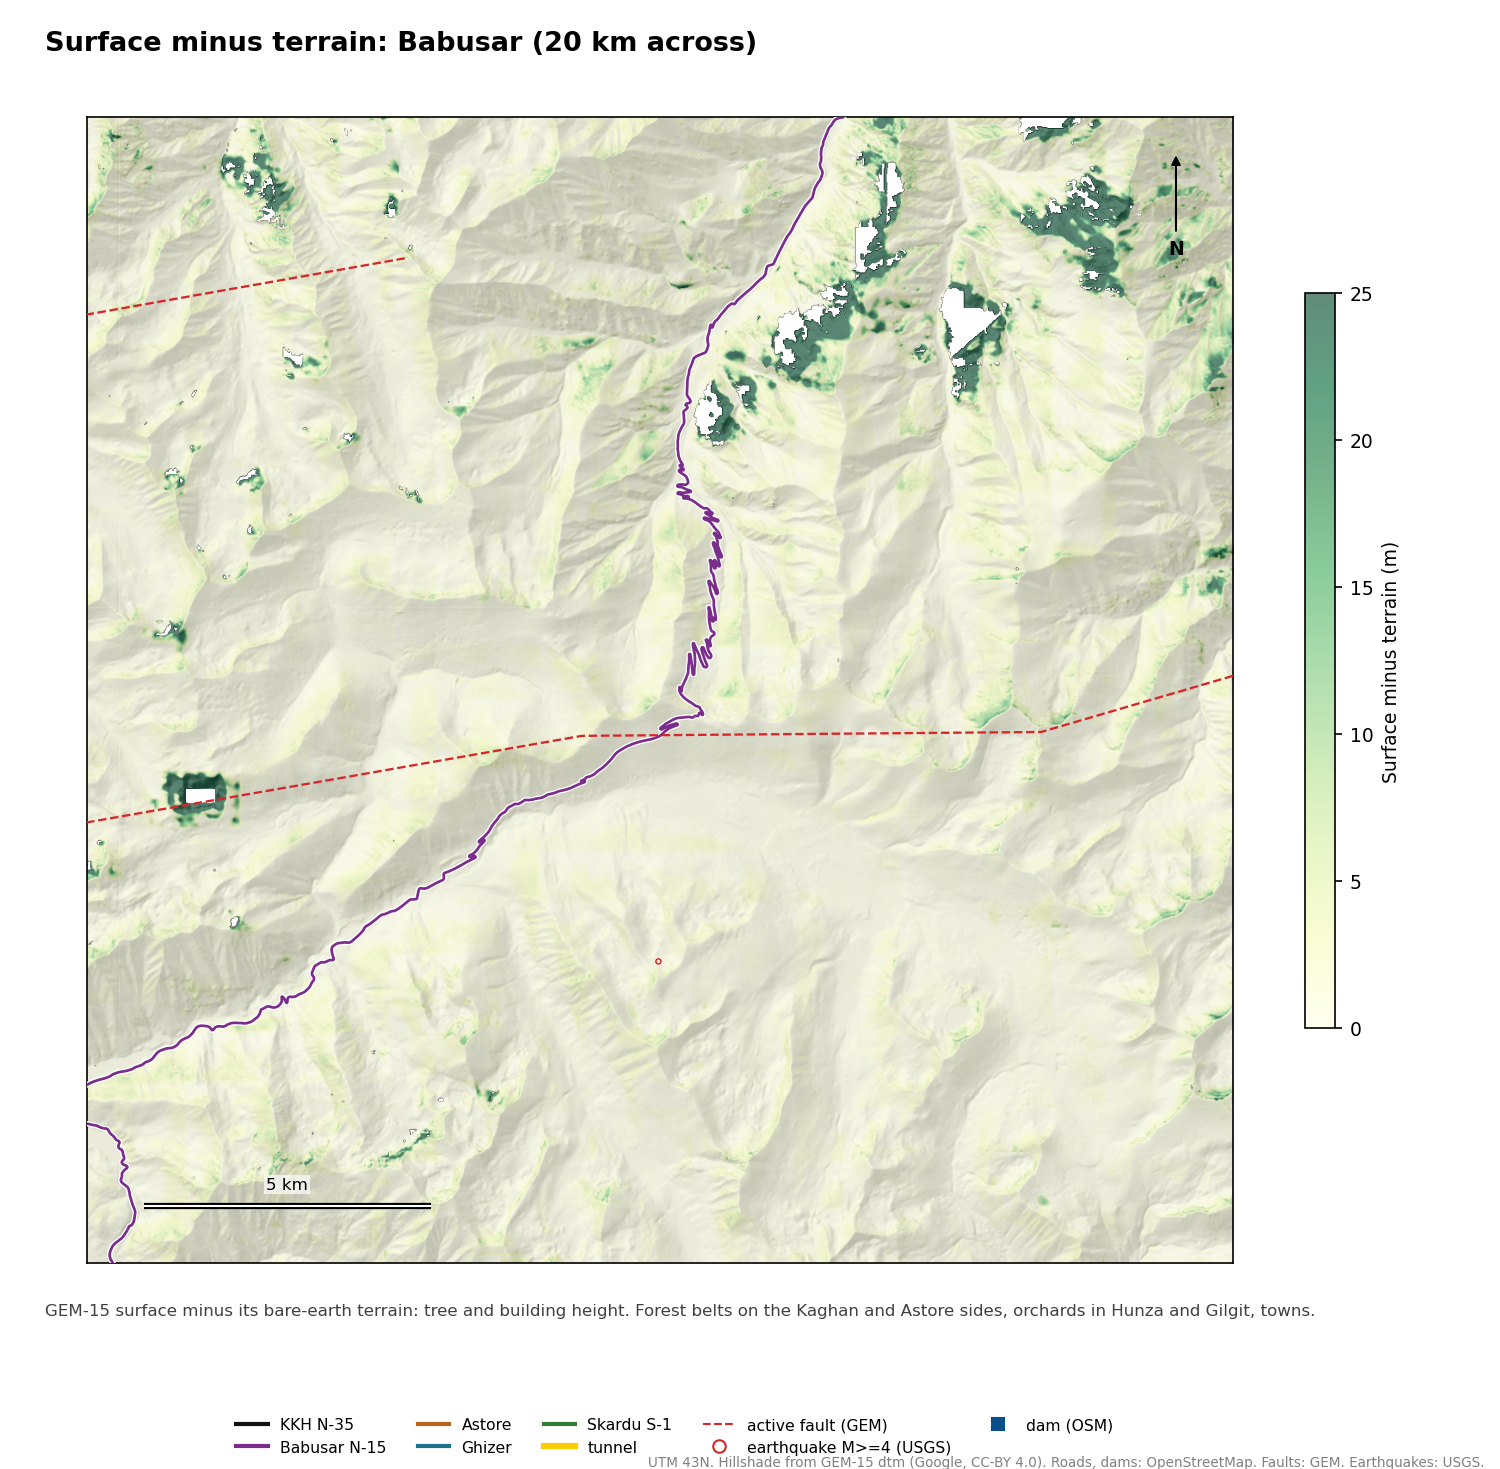 Surface minus terrain: Babusar (20 km across)
N
25
20
15
10
5
0
Surface minus terrain (m)
5 km
GEM-15 surface minus its bare-earth terrain: tree and building height. Forest belts on the Kaghan and Astore sides, orchards in Hunza and Gilgit, towns.
KKH N-35 Astore Skardu S-1 active fault (GEM) dam (OSM)
Babusar N-15 Ghizer tunnel earthquake M>=4 (USGS)
UTM 43N. Hillshade from GEM-15 dtm (Google, CC-BY 4.0). Roads, dams: OpenStreetMap. Faults: GEM. Earthquakes: USGS.